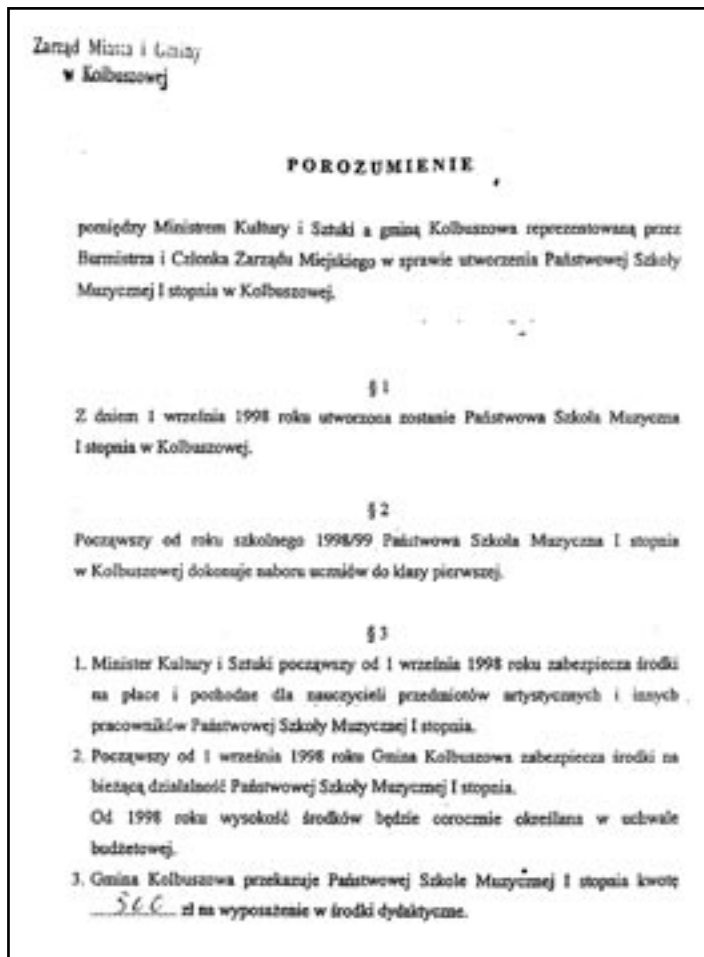 Zarząd Miasta i Gminy
w Kolbuszowej
POROZUMIENIE
pomiędzy Ministrem Kultury i Sztuki a gminą Kolbuszowa reprezentowaną przez
Burmistrza i Członka Zarządu Miejskiego w sprawie utworzenia Państwowej Szkoły
Muzycznej I stopnia w Kolbuszowej.
§ 1
Z dniem 1 września 1998 roku utworzona zostanie Państwowa Szkoła Muzyczna
I stopnia w Kolbuszowej.
§ 2
Począwszy od roku szkolnego 1998/99 Państwowa Szkoła Muzyczna I stopnia
w Kolbuszowej dokonuje naboru uczniów do klasy pierwszej.
§ 3
1. Minister Kultury i Sztuki począwszy od 1 września 1998 roku zabezpiecza środki
na płace i pochodne dla nauczycieli przedmiotów artystycznych i innych
pracowników Państwowej Szkoły Muzycznej I stopnia.
2. Począwszy od 1 września 1998 roku Gmina Kolbuszowa zabezpiecza środki na
bieżącą działalność Państwowej Szkoły Muzycznej I stopnia.
Od 1998 roku wysokość środków będzie corocznie określana w uchwale
budżetowej.
3. Gmina Kolbuszowa przekazuje Państwowej Szkole Muzycznej I stopnia kwotę
zł na wyposażenie w środki dydaktyczne.